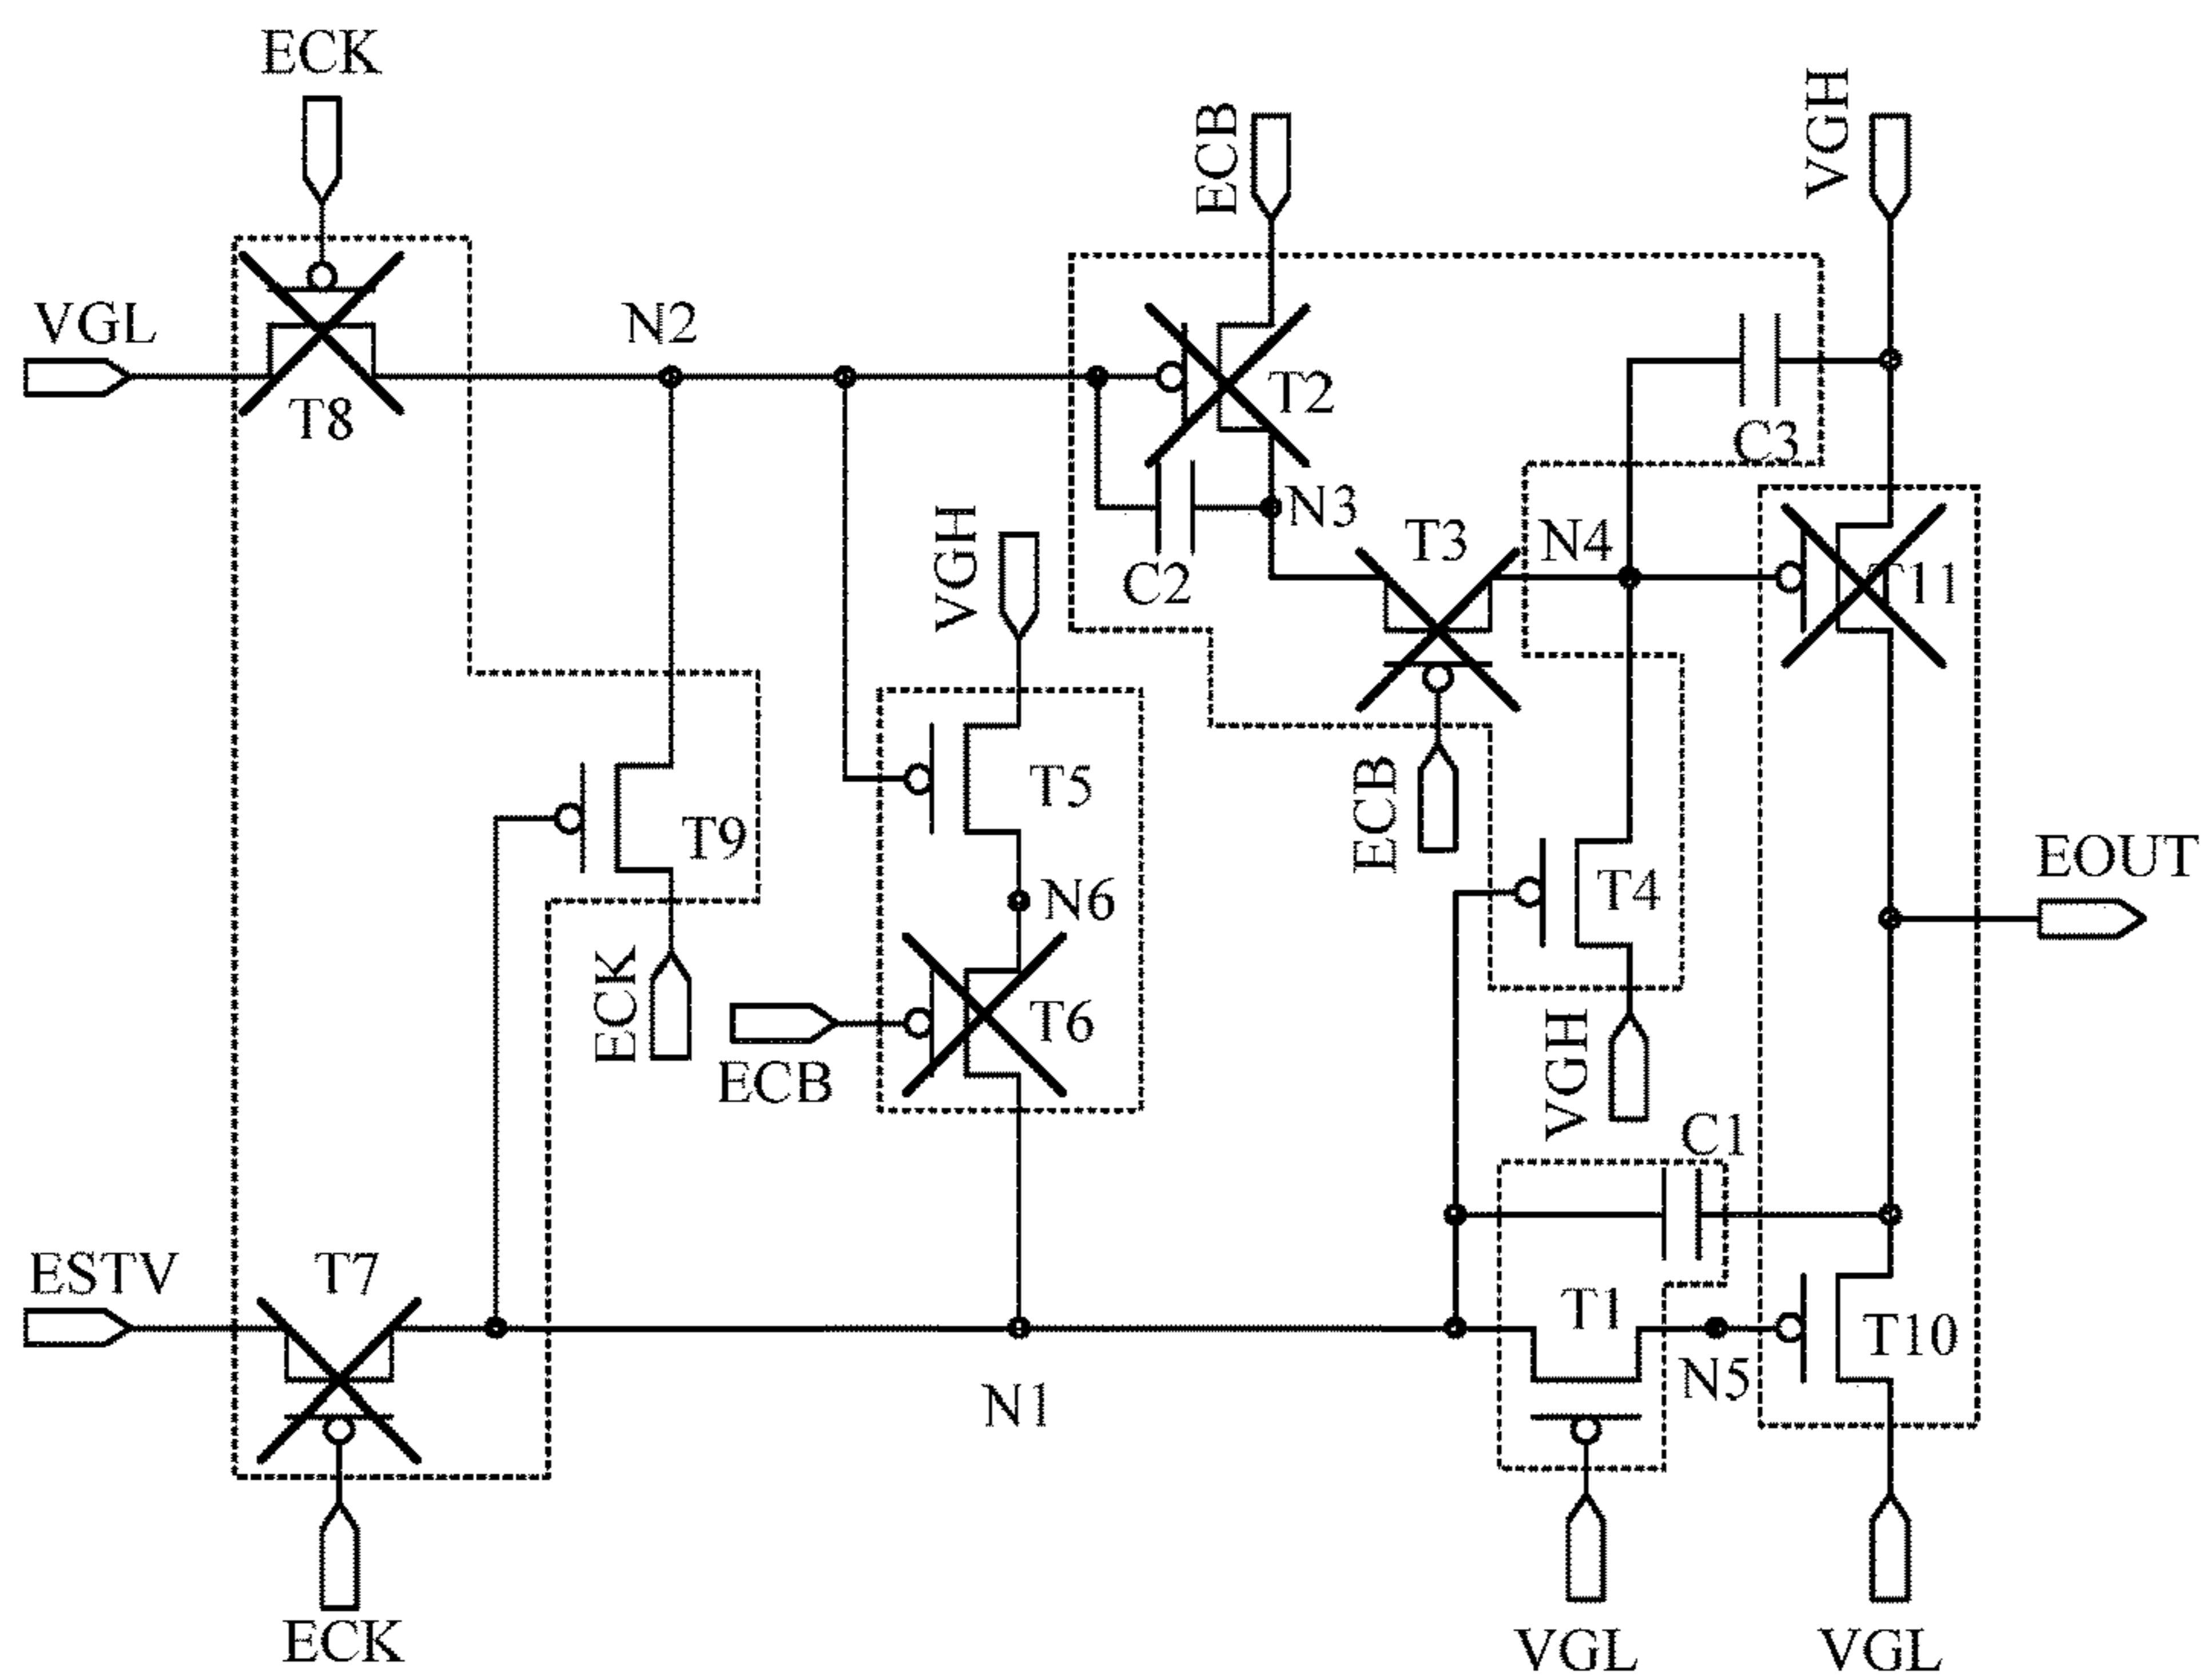 ECK
ECB
VGH
VGL
N2
T2
T8
C3
N3
VGH
T3
N4
C2
T11
T5
ECB
T9
EOUT
T4
N6
ECK
T6
VGH
ECB
C1
ESTV
T7
T1
T10
N5
N1
ECK
VGL
VGL